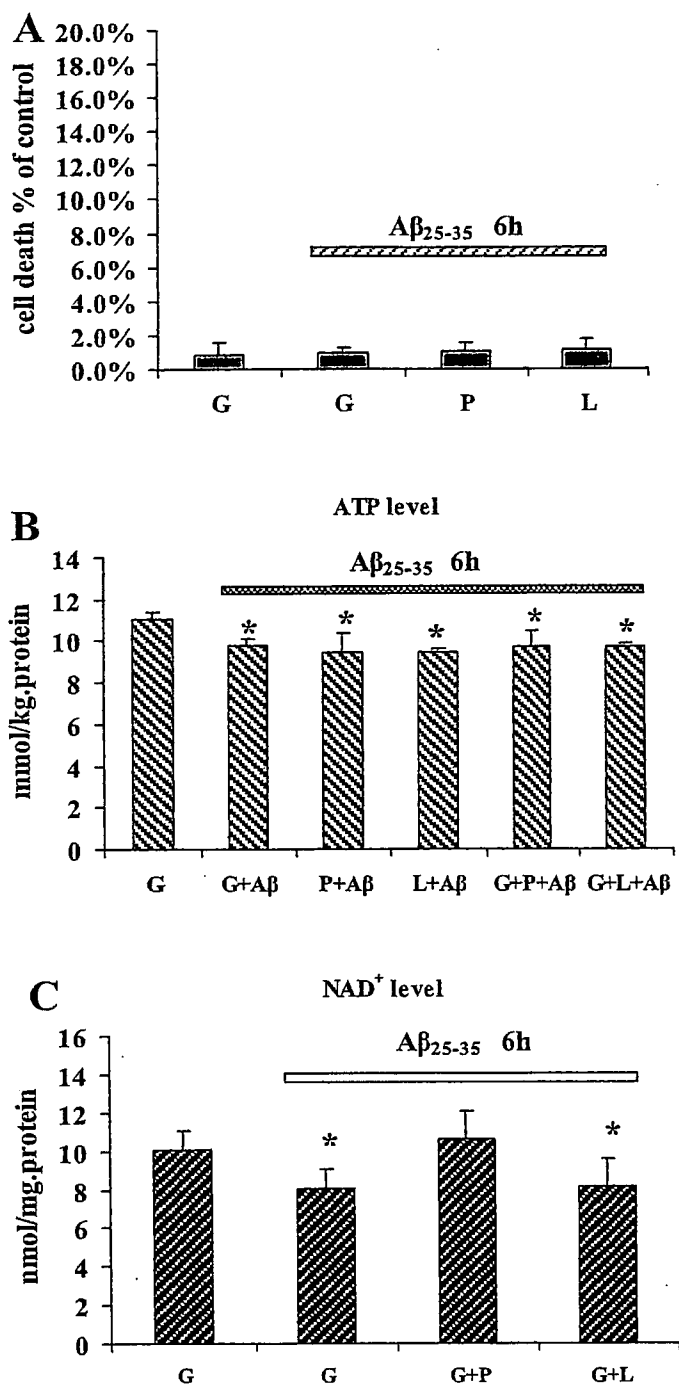 A
cell death % of control
20.0%
18.0%
16.0%
14.0%
12.0%
10.0%
8.0%
6.0%
4.0%
2.0%
0.0%
Aβ25-35 6h
G G P L
B
ATP level
mmol/kg.protein
14
12
10
8
6
4
2
0
Aβ25-35 6h
* * * * *
G G+Aβ P+Aβ L+Aβ G+P+Aβ G+L+Aβ
C
NAD+ level
nmol/mg.protein
16
14
12
10
8
6
4
2
0
Aβ25-35 6h
* *
G G G+P G+L